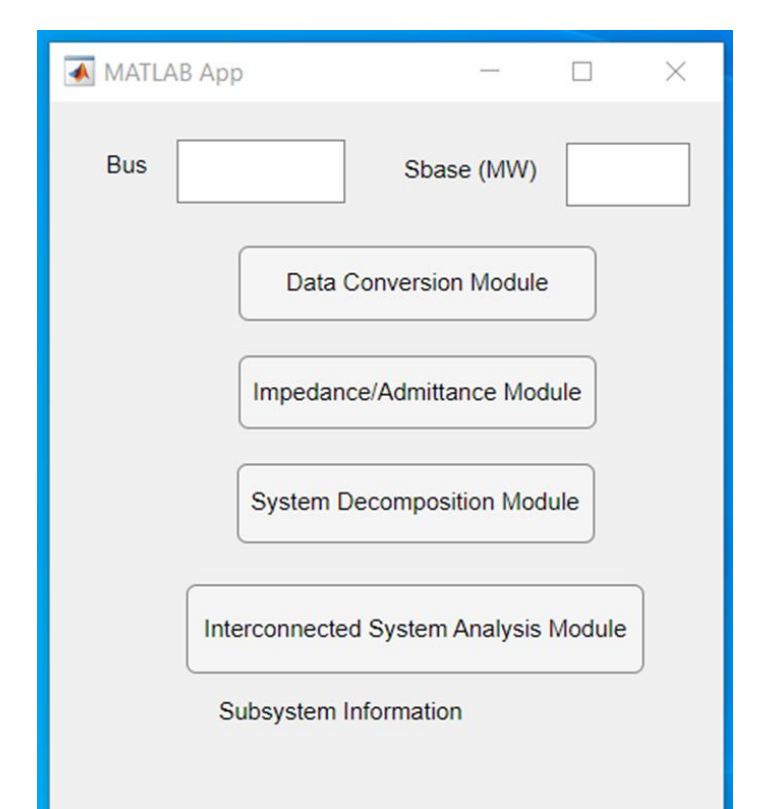 MATLAB App
Bus Sbase (MW)
Data Conversion Module
Impedance/Admittance Module
System Decomposition Module
Interconnected System Analysis Module
Subsystem Information